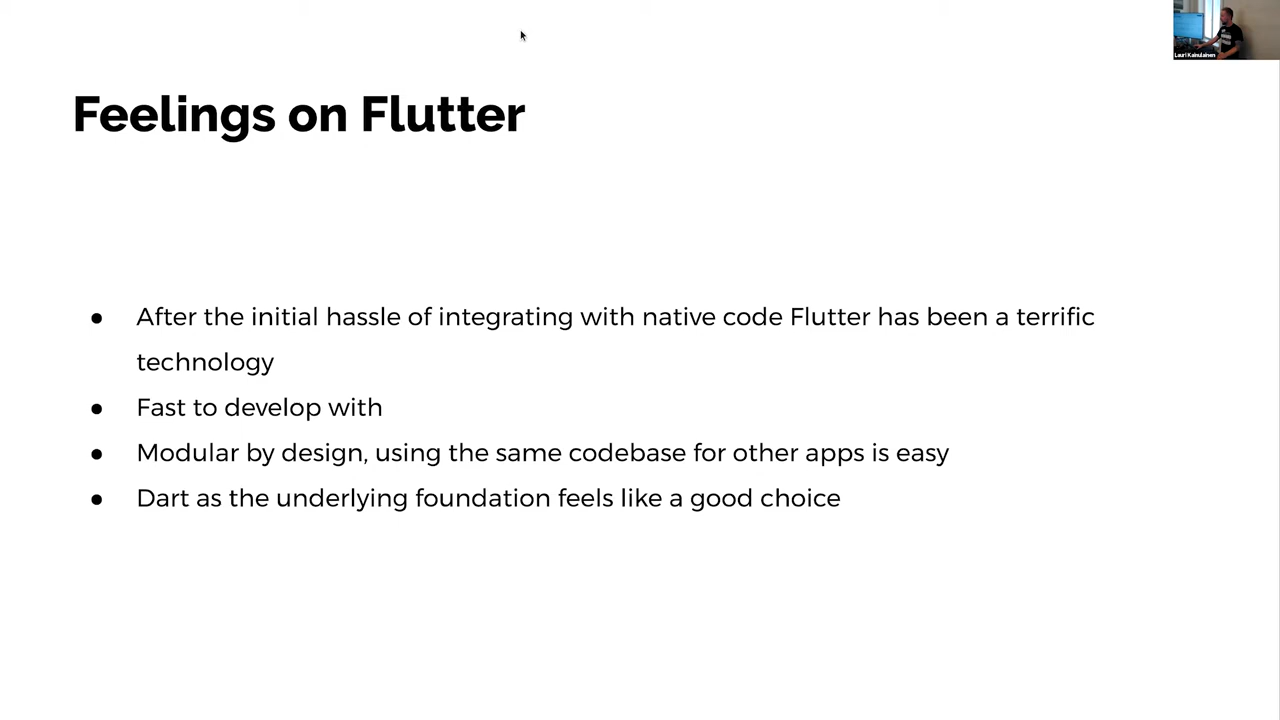 Lauri Kainulainen
Feelings on Flutter
● After the initial hassle of integrating with native code Flutter has been a terrific
technology
● Fast to develop with
● Modular by design, using the same codebase for other apps is easy
● Dart as the underlying foundation feels like a good choice